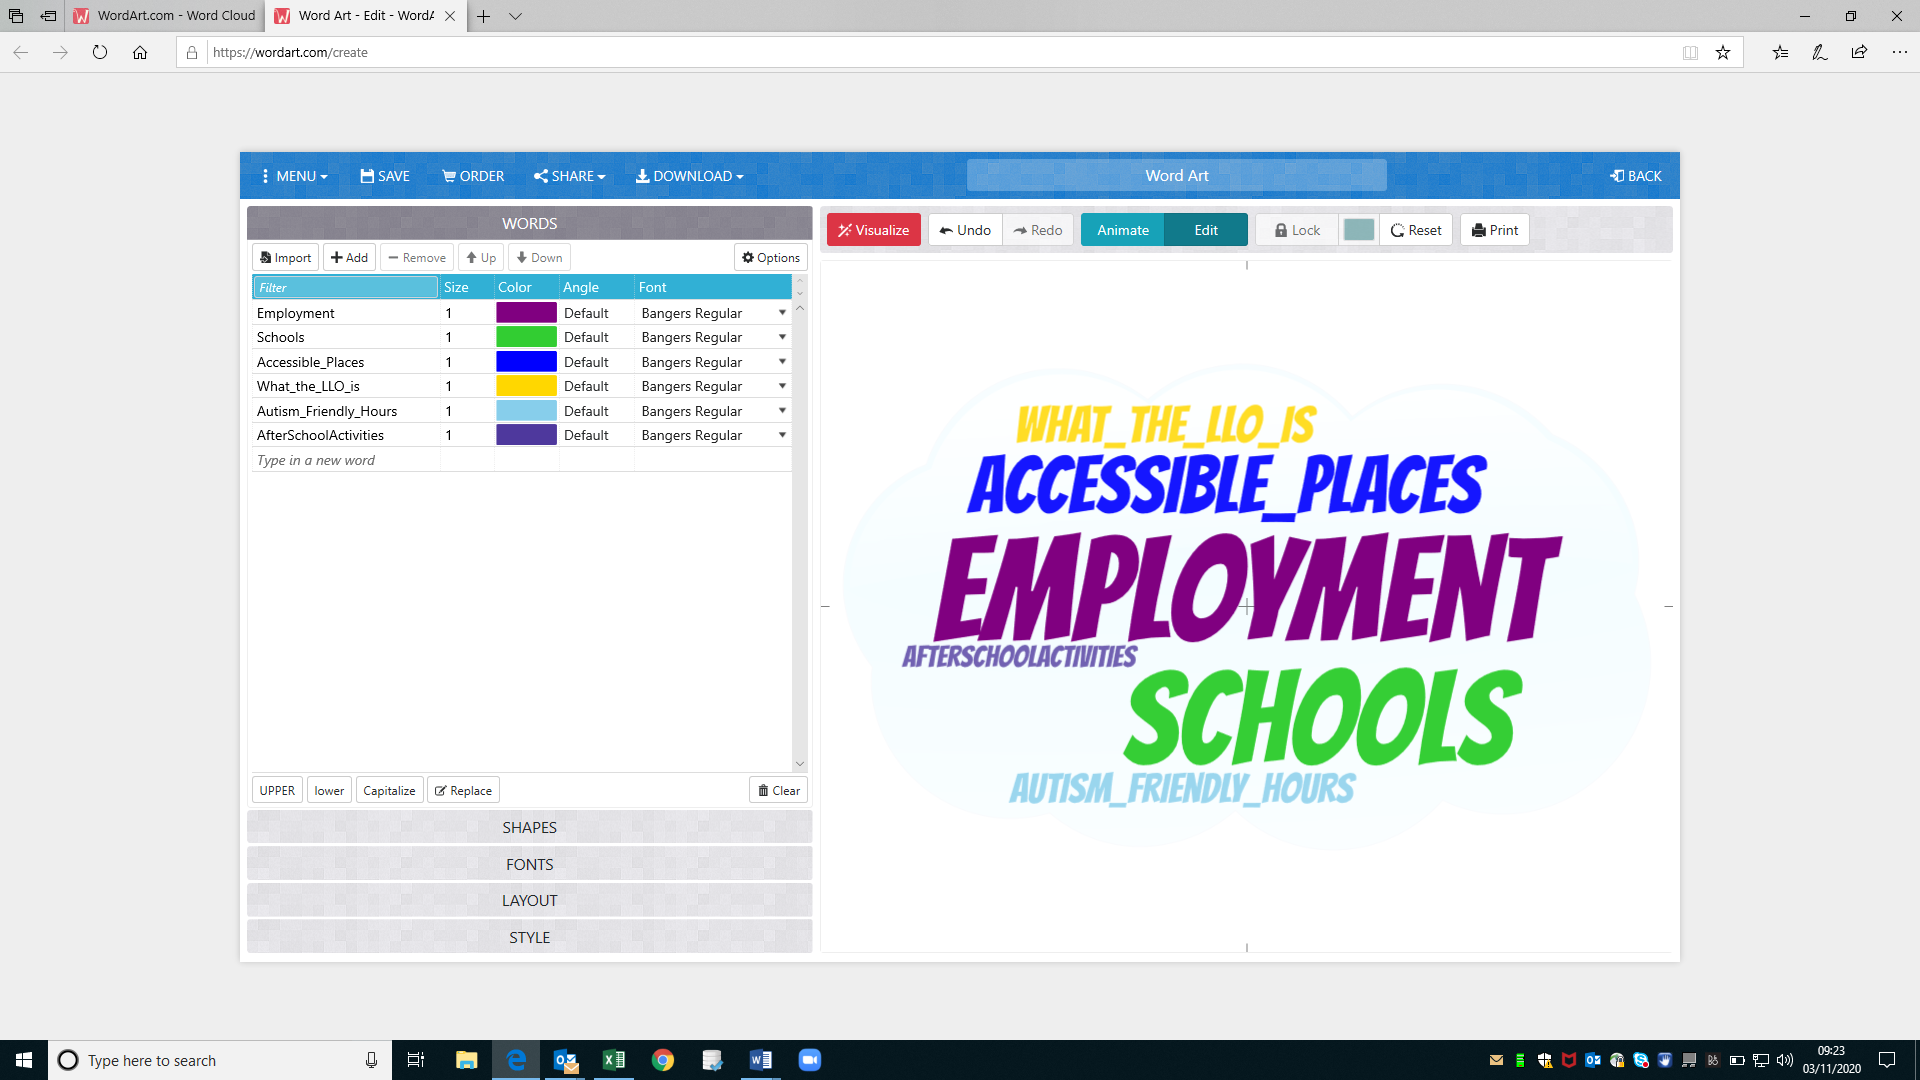 WordArt.com - Word Cloud
Word Art - Edit - WordA
https://wordart.com/create
MENU SAVE ORDER SHARE DOWNLOAD Word Art BACK
WORDS
Visualize Undo Redo Animate Edit Lock Reset Print
Import Add Remove Up Down Options
Filter Size Color Angle Font
Employment 1 Default Bangers Regular
Schools 1 Default Bangers Regular
Accessible_Places 1 Default Bangers Regular
What_the_LLO_is 1 Default Bangers Regular
Autism_Friendly_Hours 1 Default Bangers Regular
AfterSchoolActivities 1 Default Bangers Regular
Type in a new word
UPPER lower Capitalize Replace Clear
SHAPES
FONTS
LAYOUT
STYLE
WHAT_THE_LLO_IS
ACCESSIBLE_PLACES
EMPLOYMENT
AFTERSCHOOLACTIVITIES
SCHOOLS
AUTISM_FRIENDLY_HOURS
Type here to search
09:23
03/11/2020